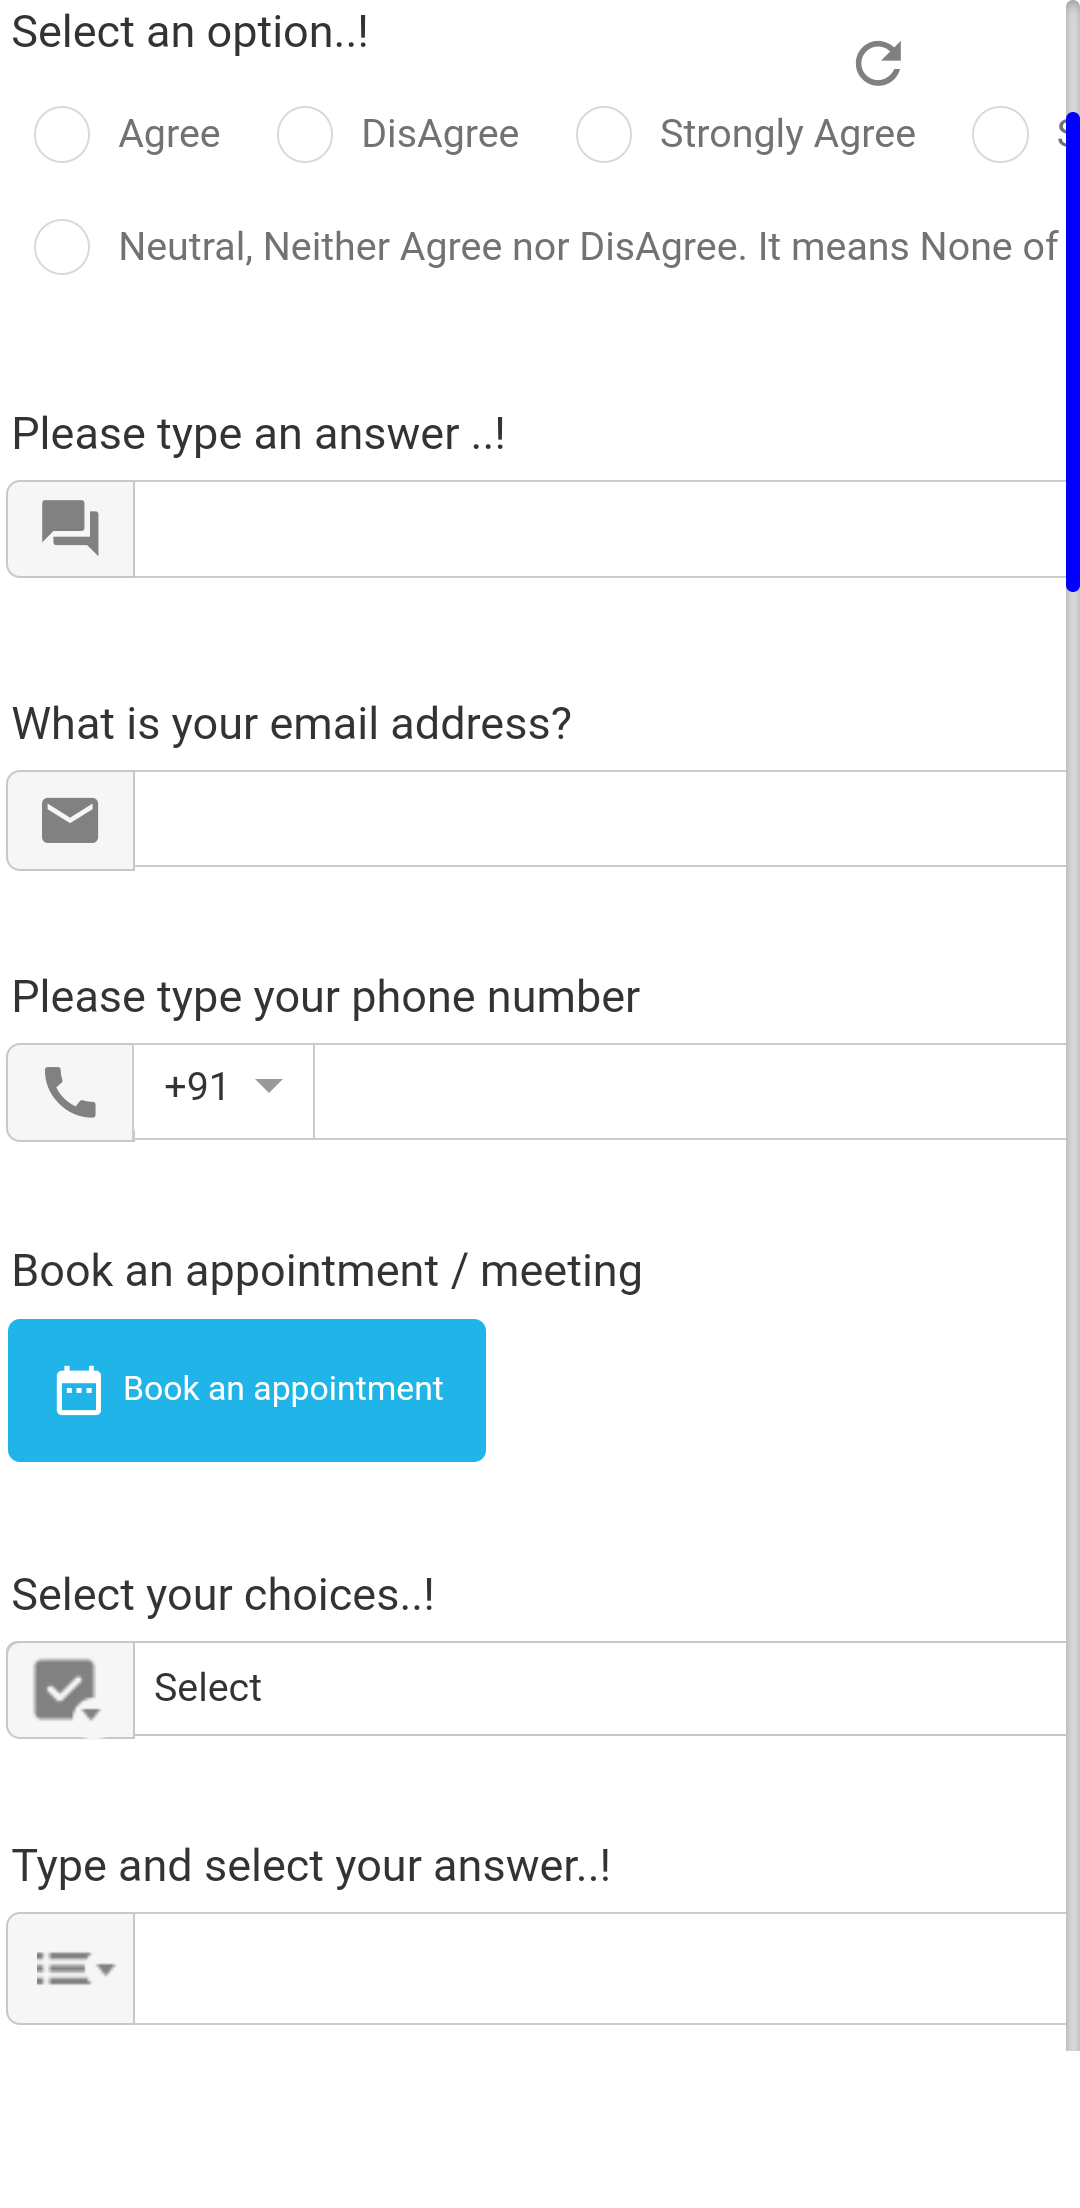 Select an option..!
Agree DisAgree Strongly Agree
Neutral, Neither Agree nor DisAgree. It means None of
Please type an answer ..!
What is your email address?
Please type your phone number
+91
Book an appointment / meeting
Book an appointment
Select your choices..!
Select
Type and select your answer..!